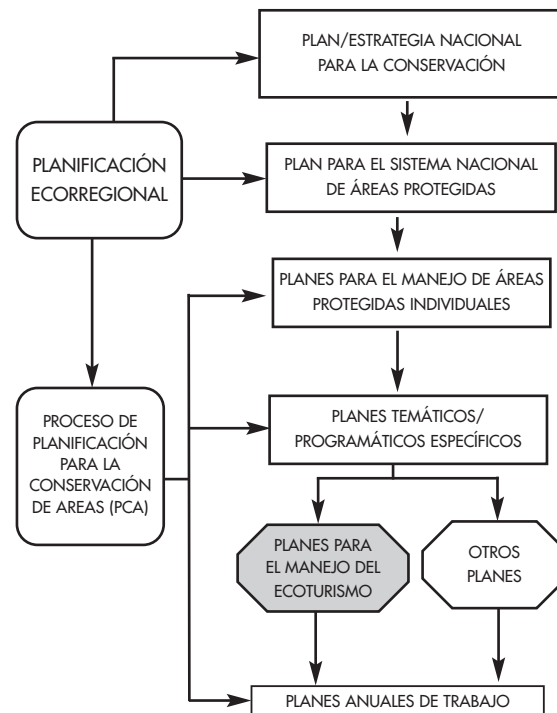 PLAN/ESTRATEGIA NACIONAL
PARA LA CONSERVACIÓN
PLANIFICACIÓN
ECORREGIONAL
PLAN PARA EL SISTEMA NACIONAL
DE ÁREAS PROTEGIDAS
PLANES PARA EL MANEJO DE ÁREAS
PROTEGIDAS INDIVIDUALES
PROCESO DE
PLANIFICACIÓN
PARA LA
CONSERVACIÓN
DE AREAS (PCA)
PLANES TEMÁTICOS/
PROGRAMÁTICOS ESPECÍFICOS
PLANES PARA
EL MANEJO DEL
ECOTURISMO
OTROS
PLANES
PLANES ANUALES DE TRABAJO